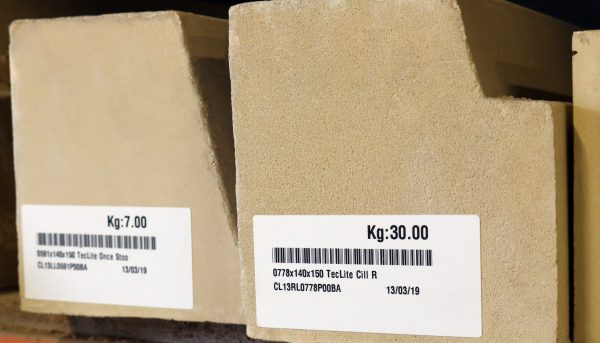 Kg:7.00
0591x140x150 TecLite Once Stoo
CL13LL0591P00BA 13/03/19
Kg:30.00
0778x140x150 TecLite Cill R
CL13RL0778P00BA 13/03/19